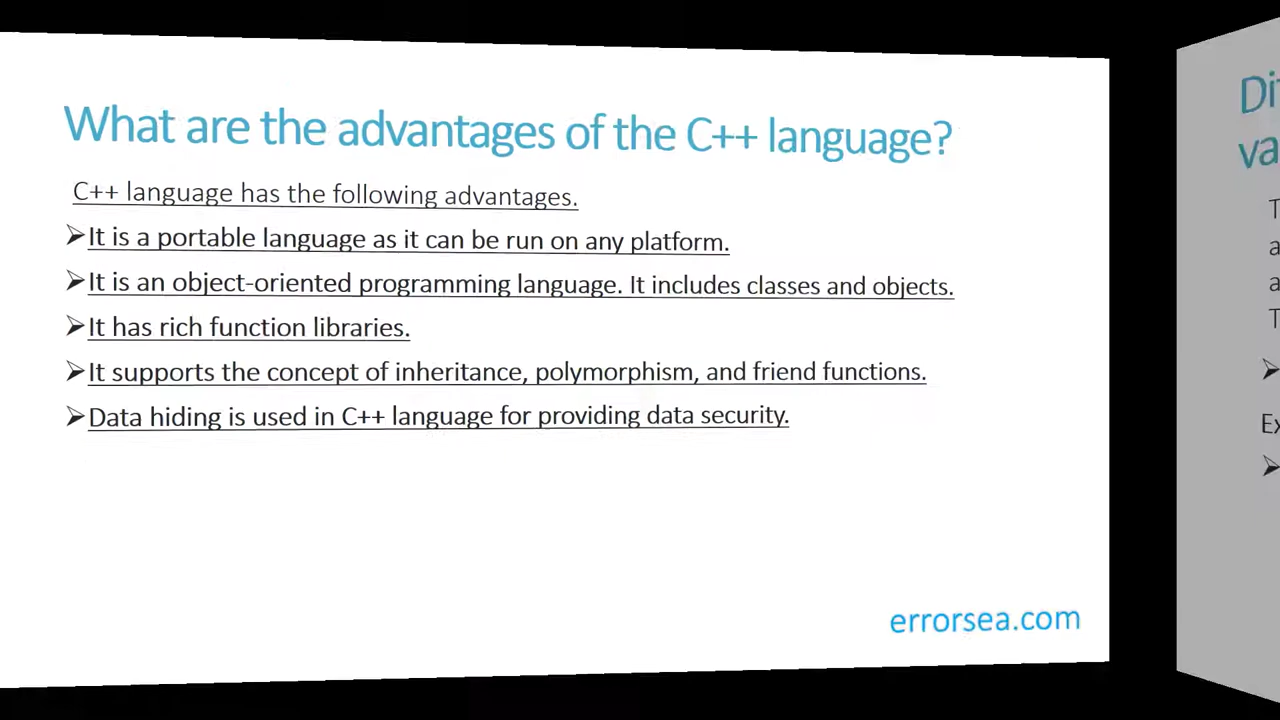 What are the advantages of the C++ language?
C++ language has the following advantages.
➤It is a portable language as it can be run on any platform.
➤It is an object-oriented programming language. It includes classes and objects.
➤It has rich function libraries.
➤It supports the concept of inheritance, polymorphism, and friend functions.
➤Data hiding is used in C++ language for providing data security.
errorsea.com